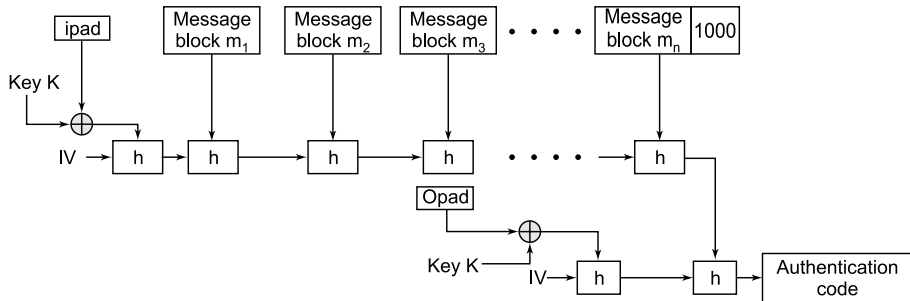 ipad
Message
block m₁
Message
block m₂
Message
block m₃
Message
block mₙ
1000
Key K
IV
h
h
h
h
h
Opad
Key K
IV
h
h
Authentication
code